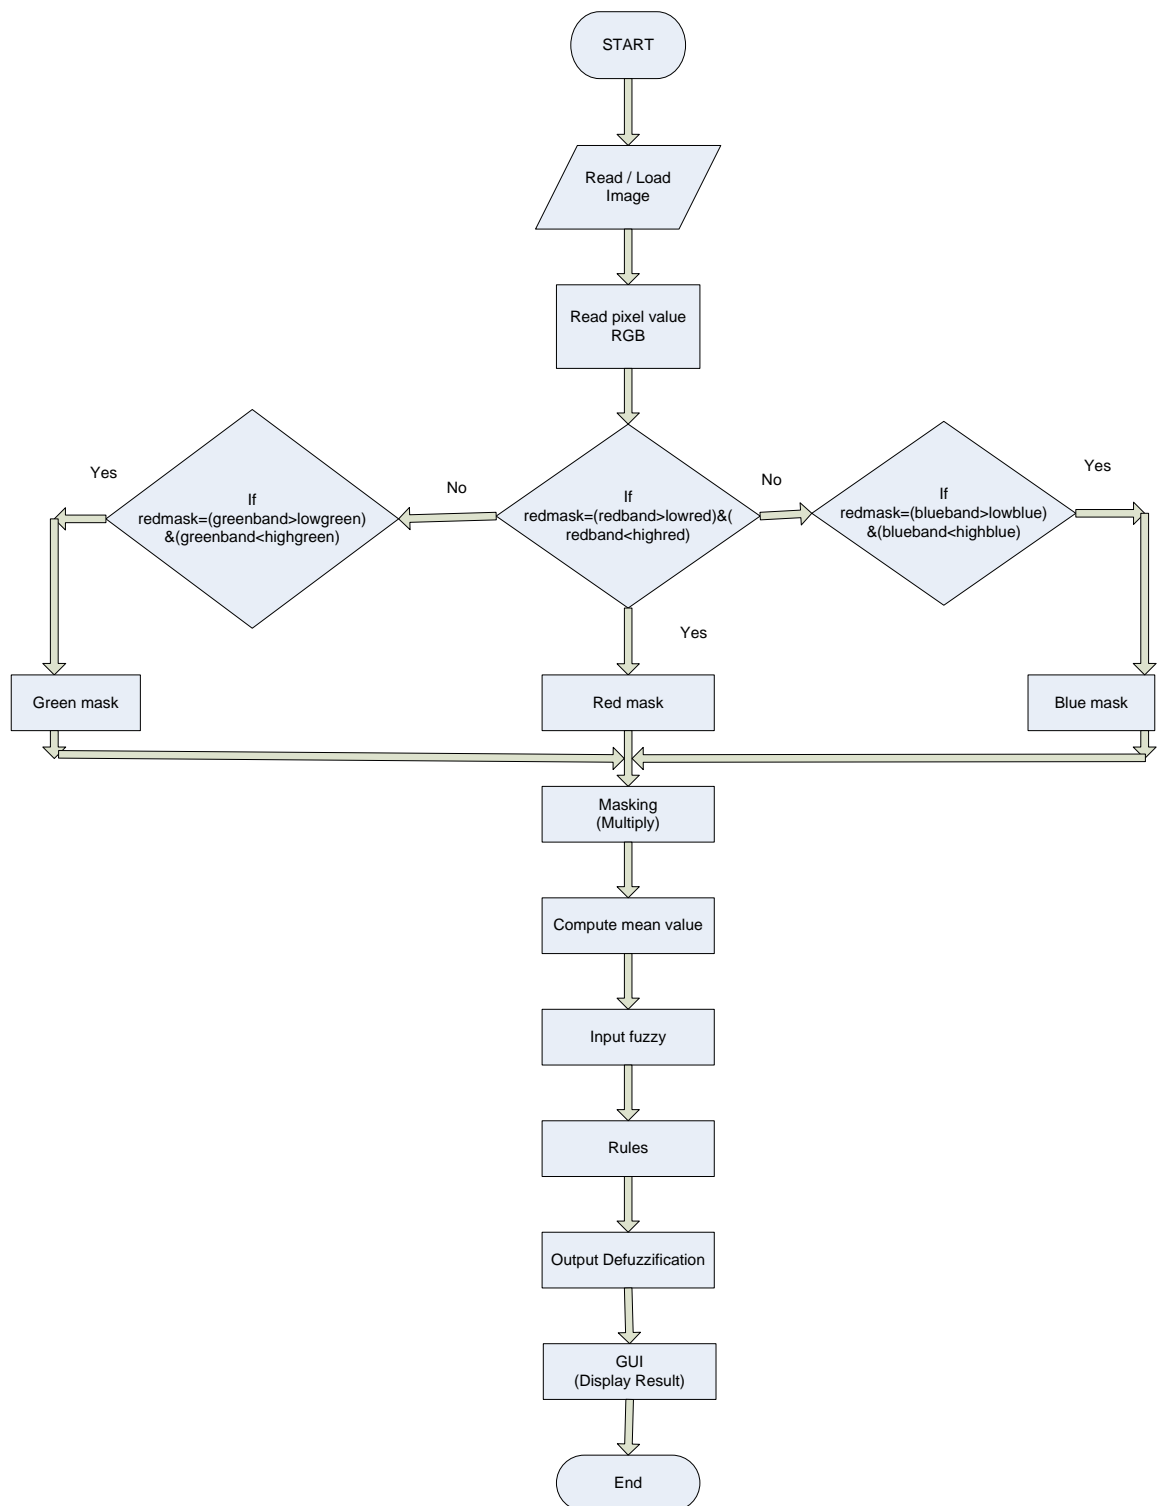 START
Read / Load
Image
Read pixel value
RGB
Yes
If
redmask=(greenband>lowgreen)
&(greenband<highgreen)
No
If
redmask=(redband>lowred)&(
redband<highred)
No
If
redmask=(blueband>lowblue)
&(blueband<highblue)
Yes
Yes
Green mask
Red mask
Blue mask
Masking
(Multiply)
Compute mean value
Input fuzzy
Rules
Output Defuzzification
GUI
(Display Result)
End